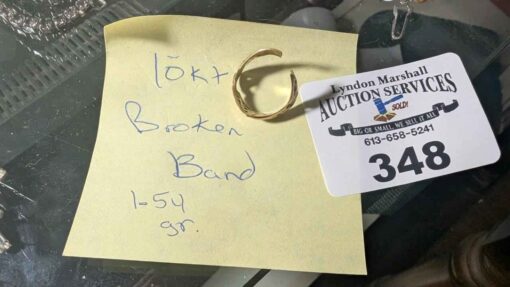 10kt
Broken
Band
1-54
gr.
Lyndon Marshall
AUCTION SERVICES
SOLD!
BIG OR SMALL, WE SELL IT ALL
613-658-5241
348